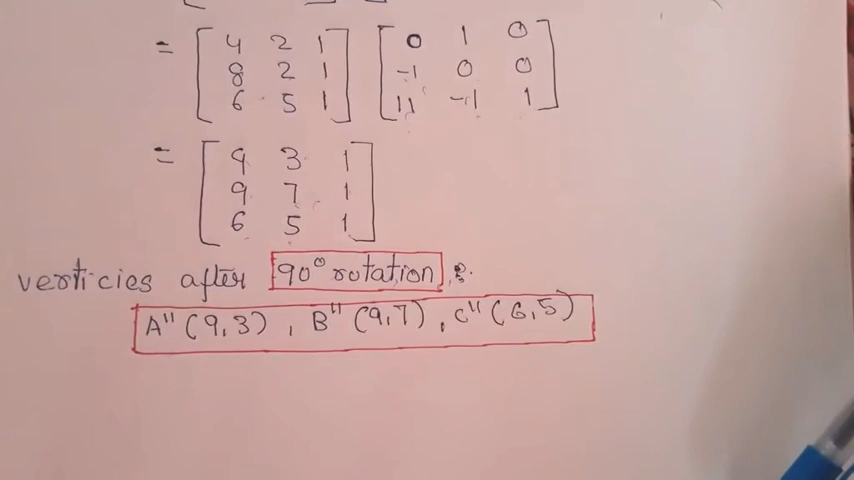 = [ 4 2 1 ] [ 0 1 0 ]
8 2 1 -1 0 0
6 5 1 11 -1 1
= [ 9 3 1 ]
9 7 1
6 5 1
verticies after 90° rotation :
A" (9,3) , B" (9,7) , C" (6,5)